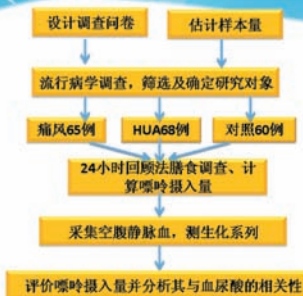 设计调查问卷
估计样本量
流行病学调查，筛选及确定研究对象
痛风65例
HUA68例
对照60例
24小时回顾法膳食调查、计
算嘌呤摄入量
采集空腹静脉血，测生化系列
评价嘌呤摄入量并分析其与血尿酸的相关性